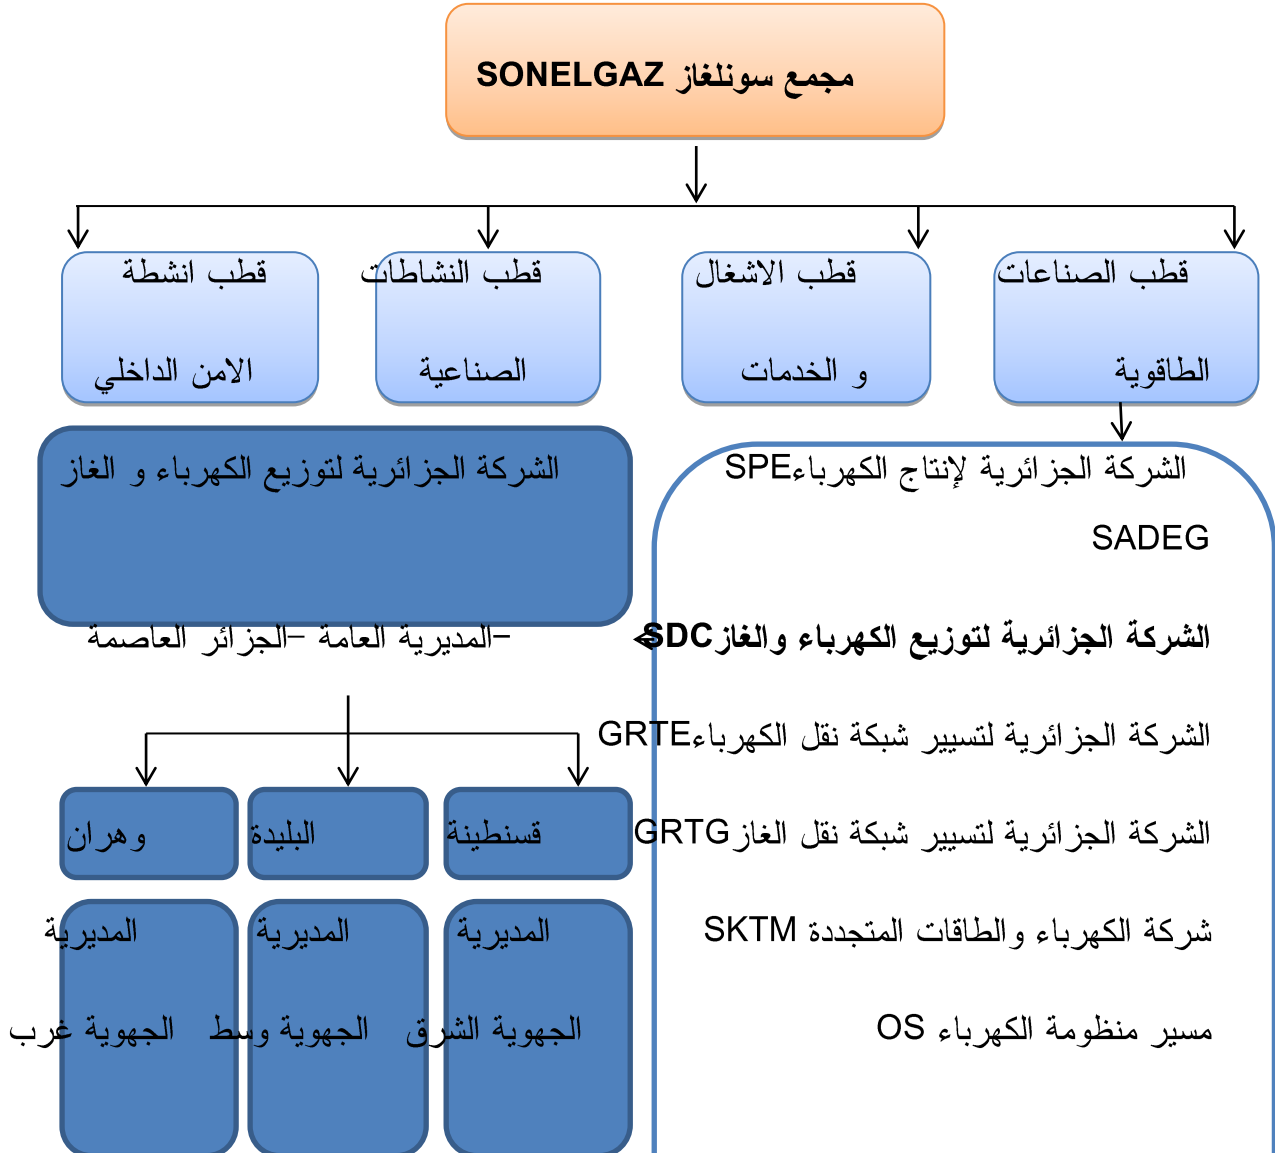 مجمع سونلغاز SONELGAZ
قطب الصناعات
الطاقوية
قطب الاشغال
و الخدمات
قطب النشاطات
الصناعية
قطب انشطة
الامن الداخلي
الشركة الجزائرية لإنتاج الكهرباءSPE
SADEG
الشركة الجزائرية لتوزيع الكهرباء والغازSDC
الشركة الجزائرية لتسيير شبكة نقل الكهرباءGRTE
الشركة الجزائرية لتسيير شبكة نقل الغازGRTG
شركة الكهرباء والطاقات المتجددة SKTM
مسير منظومة الكهرباء OS
الشركة الجزائرية لتوزيع الكهرباء و الغاز
-المديرية العامة –الجزائر العاصمة
قسنطينة
البليدة
وهران
المديرية
الجهوية الشرق
المديرية
الجهوية وسط
المديرية
الجهوية غرب